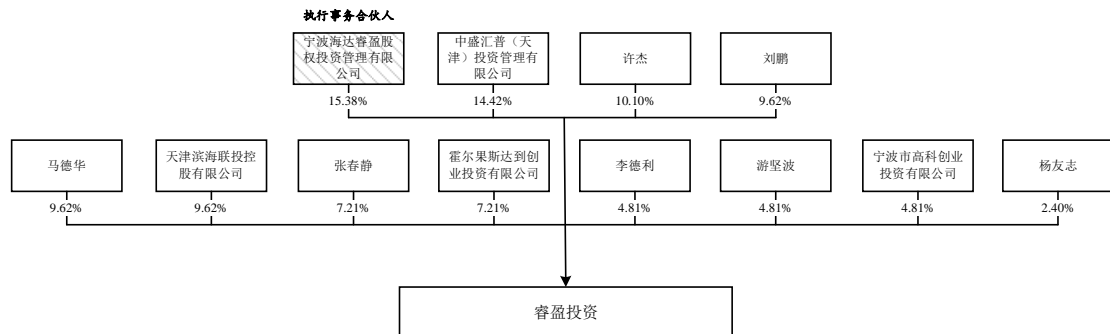 执行事务合伙人
宁波海达睿盈股
权投资管理有限
公司
中盛汇普（天
津）投资管理有
限公司
许杰
刘鹏
15.38%
14.42%
10.10%
9.62%
马德华
天津滨海联投控
股有限公司
张春静
霍尔果斯达到创
业投资有限公司
李德利
游坚波
宁波市高科创业
投资有限公司
杨友志
9.62%
9.62%
7.21%
7.21%
4.81%
4.81%
4.81%
2.40%
睿盈投资